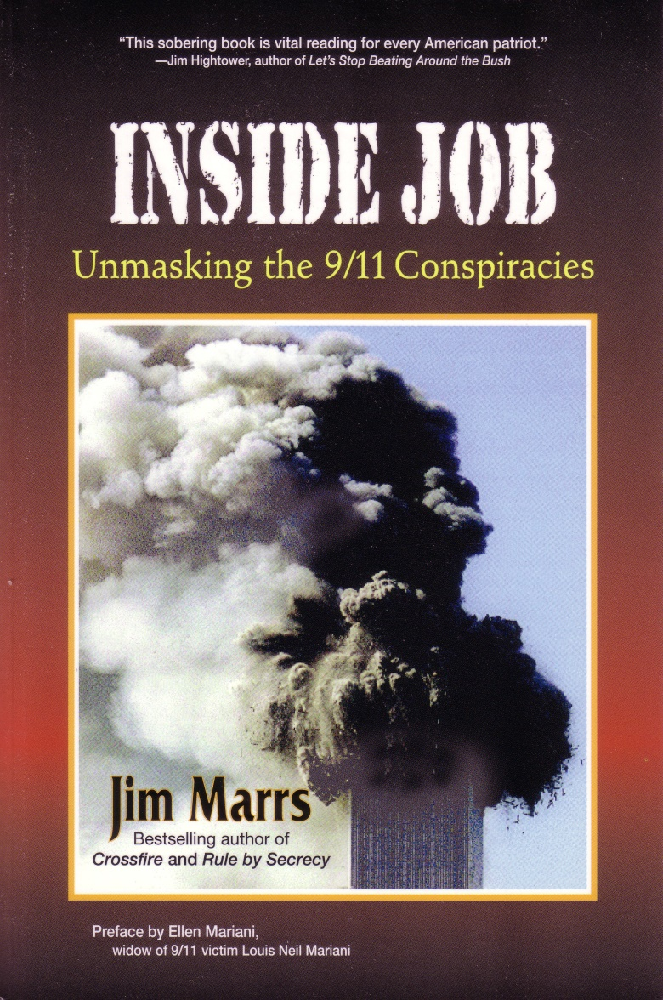 “This sobering book is vital reading for every American patriot.”
—Jim Hightower, author of Let’s Stop Beating Around the Bush
INSIDE JOB
Unmasking the 9/11 Conspiracies
Jim Marrs
Bestselling author of
Crossfire and Rule by Secrecy
Preface by Ellen Mariani,
widow of 9/11 victim Louis Neil Mariani